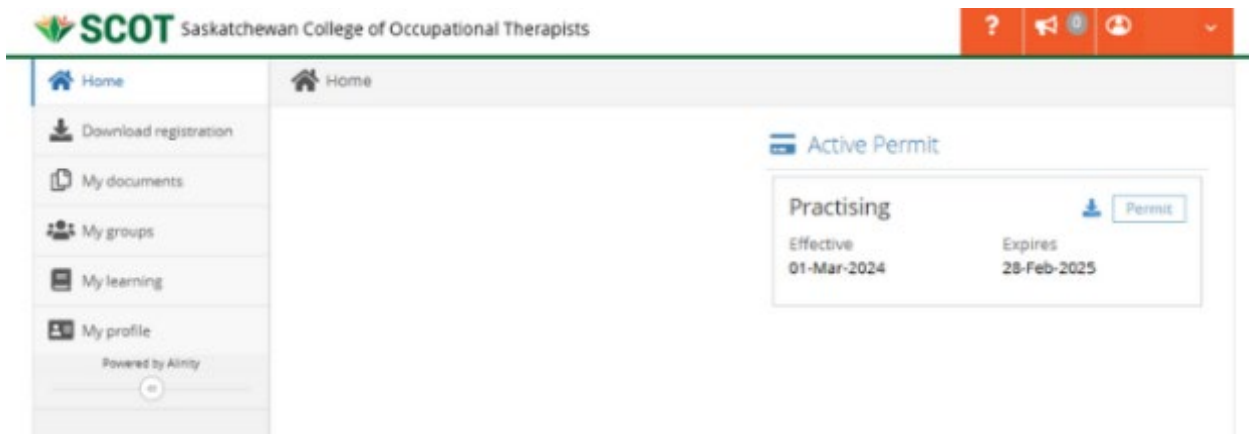 SCOT Saskatchewan College of Occupational Therapists
? 0
Home
Download registration
My documents
My groups
My learning
My profile
Powered by Alinity
Home
Active Permit
Practising
Permit
Effective Expires
01-Mar-2024 28-Feb-2025